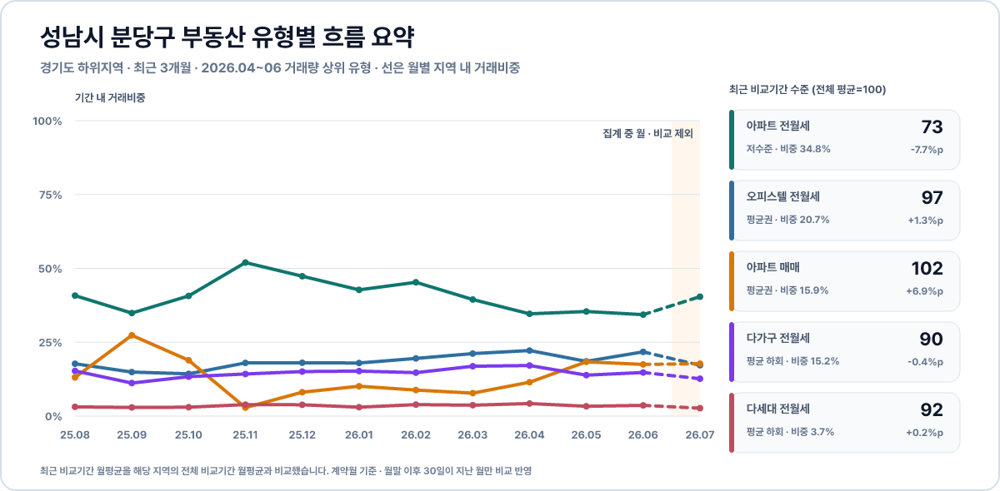 성남시 분당구 부동산 유형별 흐름 요약
경기도 하위지역 · 최근 3개월 · 2026.04~06 거래량 상위 유형 · 선은 월별 지역 내 거래비중
기간 내 거래비중
100%
75%
50%
25%
0%
집계 중 월 · 비교 제외
25.08 25.09 25.10 25.11 25.12 26.01 26.02 26.03 26.04 26.05 26.06 26.07
최근 비교기간 수준 (전체 평균=100)
아파트 전월세 73
저수준 · 비중 34.8% -7.7%p
오피스텔 전월세 97
평균권 · 비중 20.7% +1.3%p
아파트 매매 102
평균권 · 비중 15.9% +6.9%p
다가구 전월세 90
평균 하회 · 비중 15.2% -0.4%p
다세대 전월세 92
평균 하회 · 비중 3.7% +0.2%p
최근 비교기간 월평균을 해당 지역의 전체 비교기간 월평균과 비교했습니다. 계약월 기준 · 월말 이후 30일이 지난 월만 비교 반영